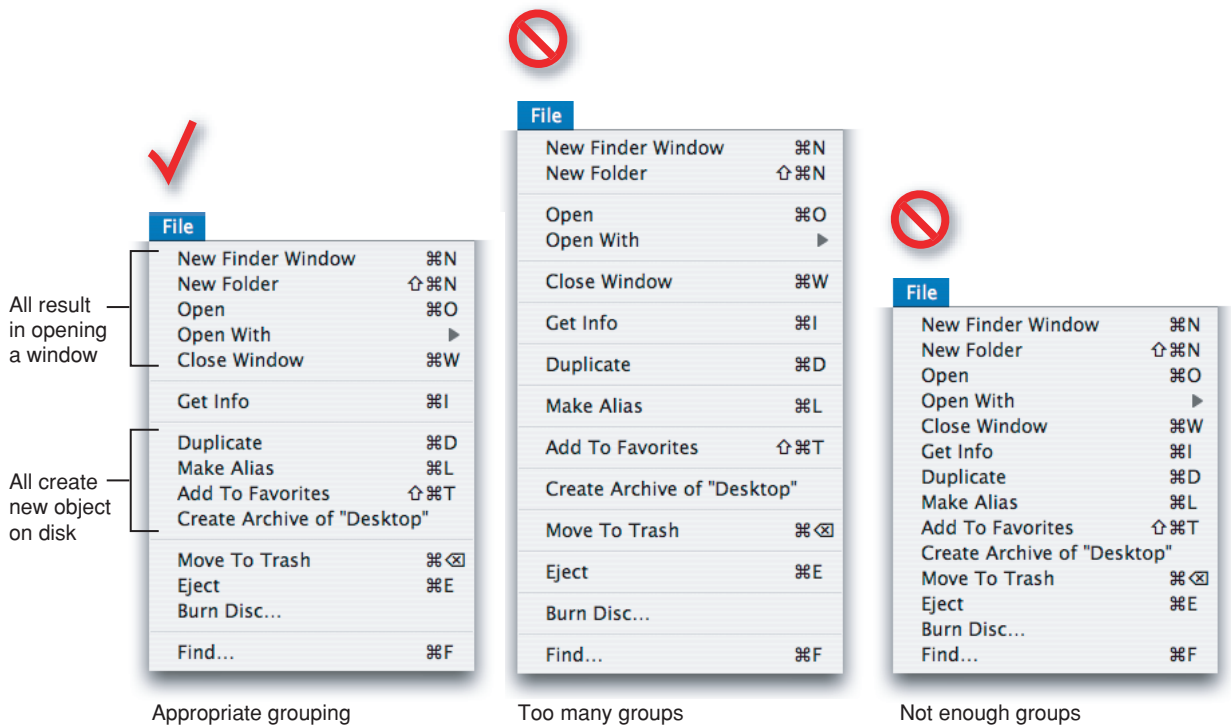 File
New Finder Window ⌘N
New Folder ⇧⌘N
Open ⌘O
Open With ▶
Close Window ⌘W
Get Info ⌘I
Duplicate ⌘D
Make Alias ⌘L
Add To Favorites ⇧⌘T
Create Archive of "Desktop"
Move To Trash ⌘⌫
Eject ⌘E
Burn Disc...
Find... ⌘F
All result
in opening
a window
All create
new object
on disk
Appropriate grouping
File
New Finder Window ⌘N
New Folder ⇧⌘N
Open ⌘O
Open With ▶
Close Window ⌘W
Get Info ⌘I
Duplicate ⌘D
Make Alias ⌘L
Add To Favorites ⇧⌘T
Create Archive of "Desktop"
Move To Trash ⌘⌫
Eject ⌘E
Burn Disc...
Find... ⌘F
Too many groups
File
New Finder Window ⌘N
New Folder ⇧⌘N
Open ⌘O
Open With ▶
Close Window ⌘W
Get Info ⌘I
Duplicate ⌘D
Make Alias ⌘L
Add To Favorites ⇧⌘T
Create Archive of "Desktop"
Move To Trash ⌘⌫
Eject ⌘E
Burn Disc...
Find... ⌘F
Not enough groups